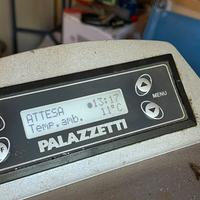 ATTESA 13:17
Temp.amb. 11°C
MENU
PALAZZETTI